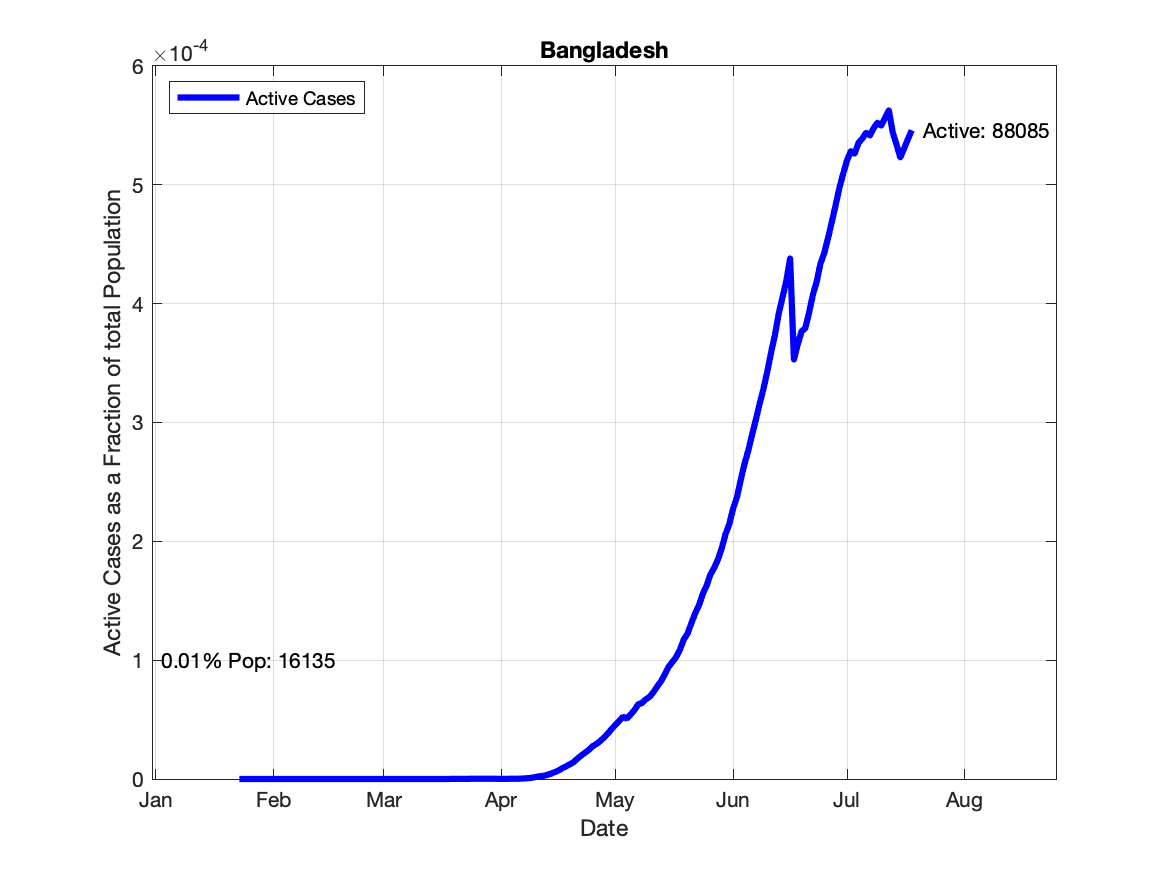 Bangladesh
×10-4
Active Cases
Active: 88085
0.01% Pop: 16135
Active Cases as a Fraction of total Population
6
5
4
3
2
1
0
Jan Feb Mar Apr May Jun Jul Aug
Date